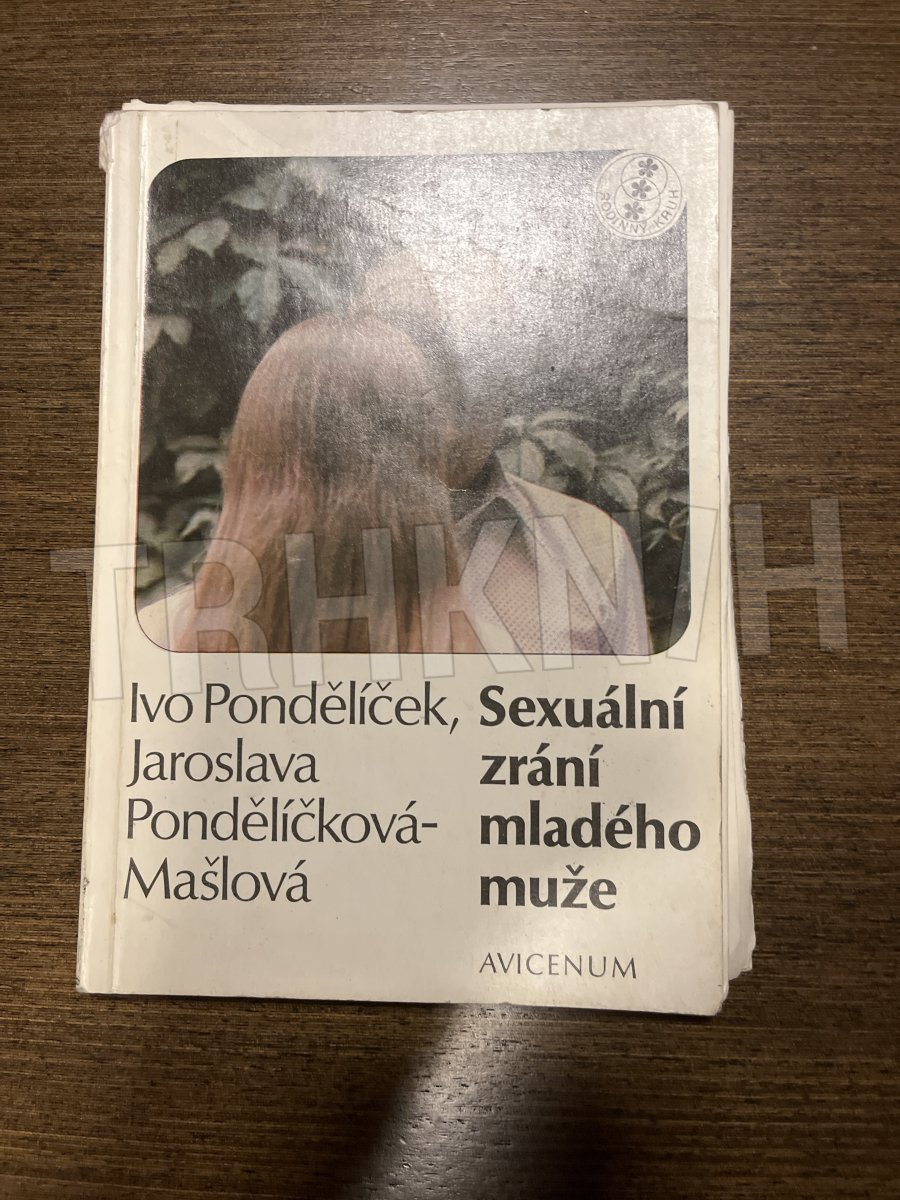 RODINNÝ KRUH
TRHKNIH
Ivo Pondělíček,
Jaroslava
Pondělíčková-
Mašlová
Sexuální
zrání
mladého
muže
AVICENUM